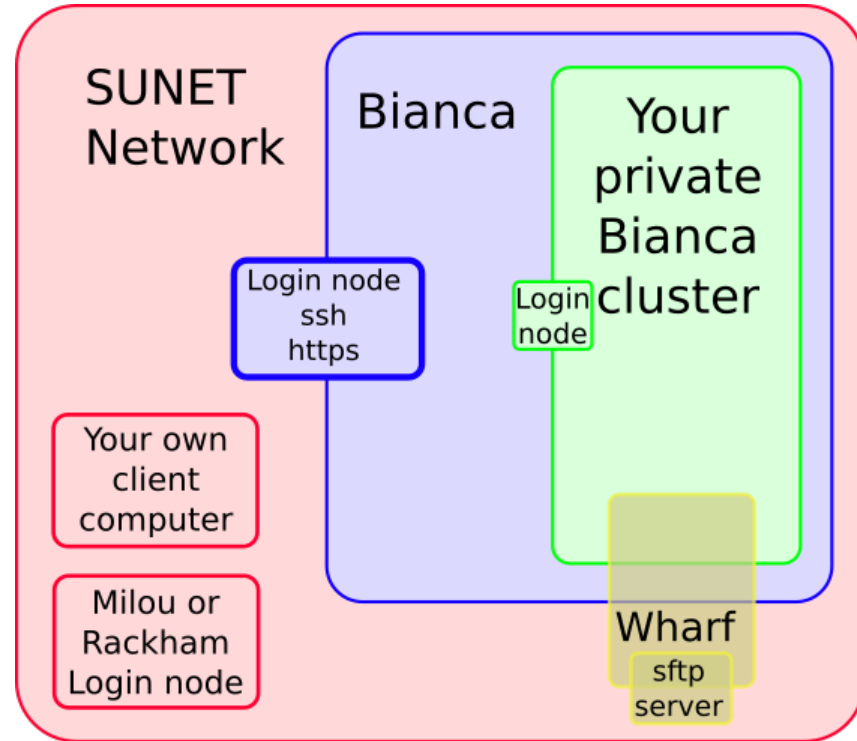 SUNET
Network
Bianca
Your
private
Bianca
cluster
Login node
ssh
https
Login
node
Your own
client
computer
Milou or
Rackham
Login node
Wharf
sftp
server